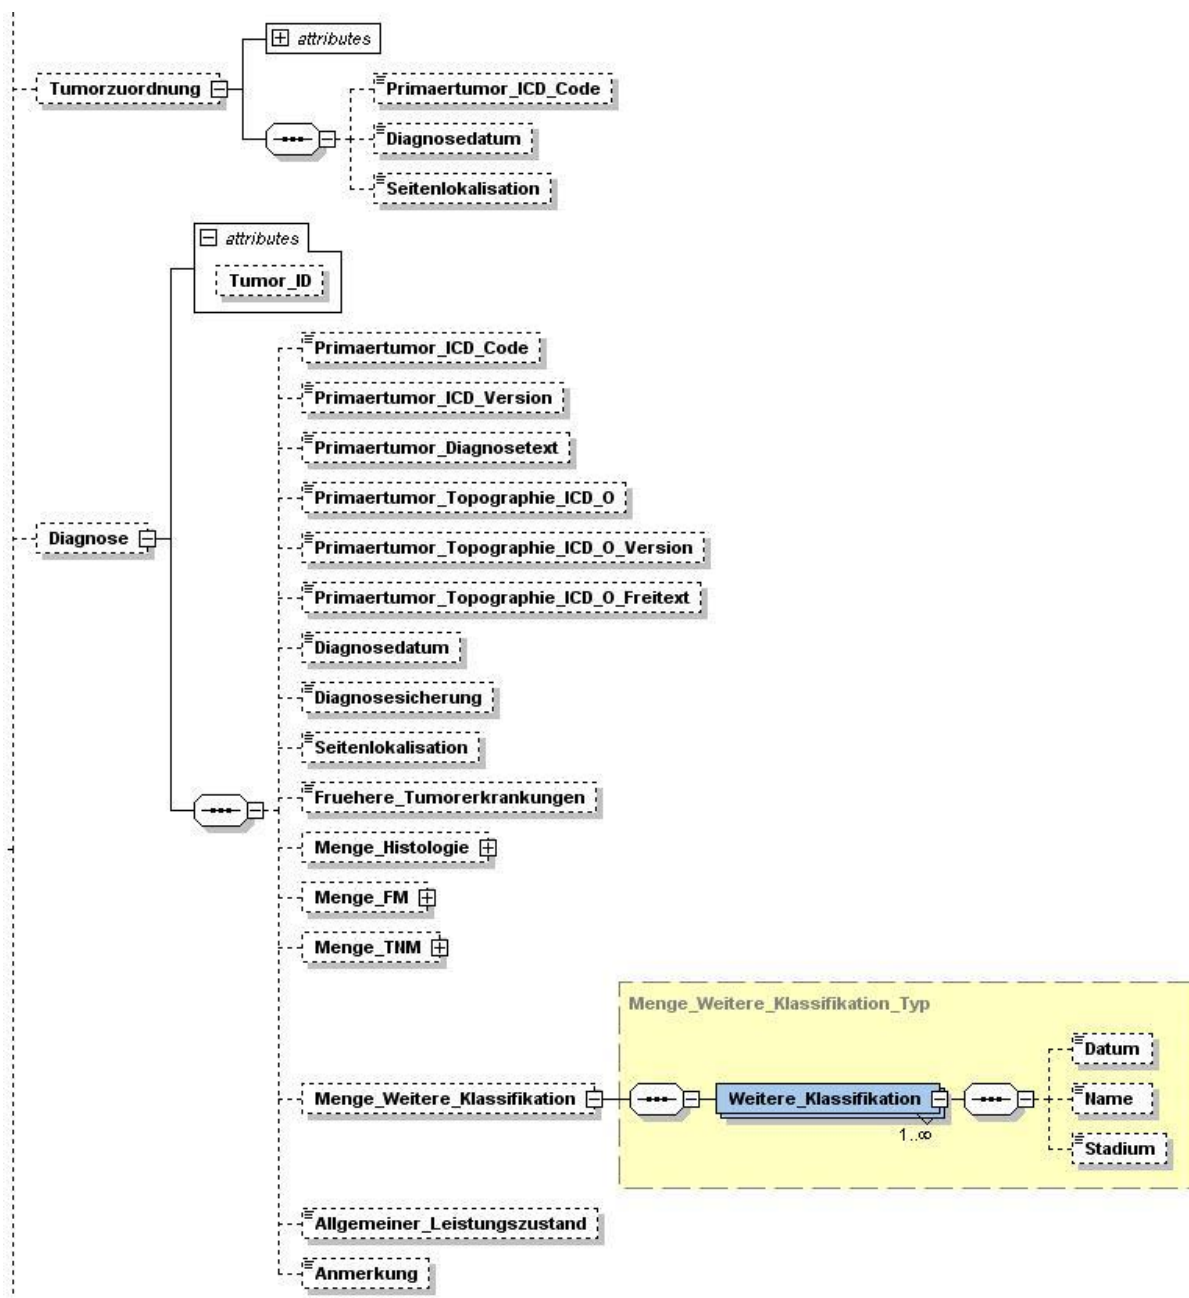 attributes
Tumorzuordnung
Primaertumor_ICD_Code
Diagnosedatum
Seitenlokalisation
attributes
Tumor_ID
Primaertumor_ICD_Code
Primaertumor_ICD_Version
Primaertumor_Diagnosetext
Primaertumor_Topographie_ICD_O
Diagnose
Primaertumor_Topographie_ICD_O_Version
Primaertumor_Topographie_ICD_O_Freitext
Diagnosedatum
Diagnosesicherung
Seitenlokalisation
Fruehere_Tumorerkrankungen
Menge_Histologie
Menge_FM
Menge_TNM
Menge_Weitere_Klassifikation_Typ
Datum
Menge_Weitere_Klassifikation
Weitere_Klassifikation
Name
1..∞
Stadium
Allgemeiner_Leistungszustand
Anmerkung